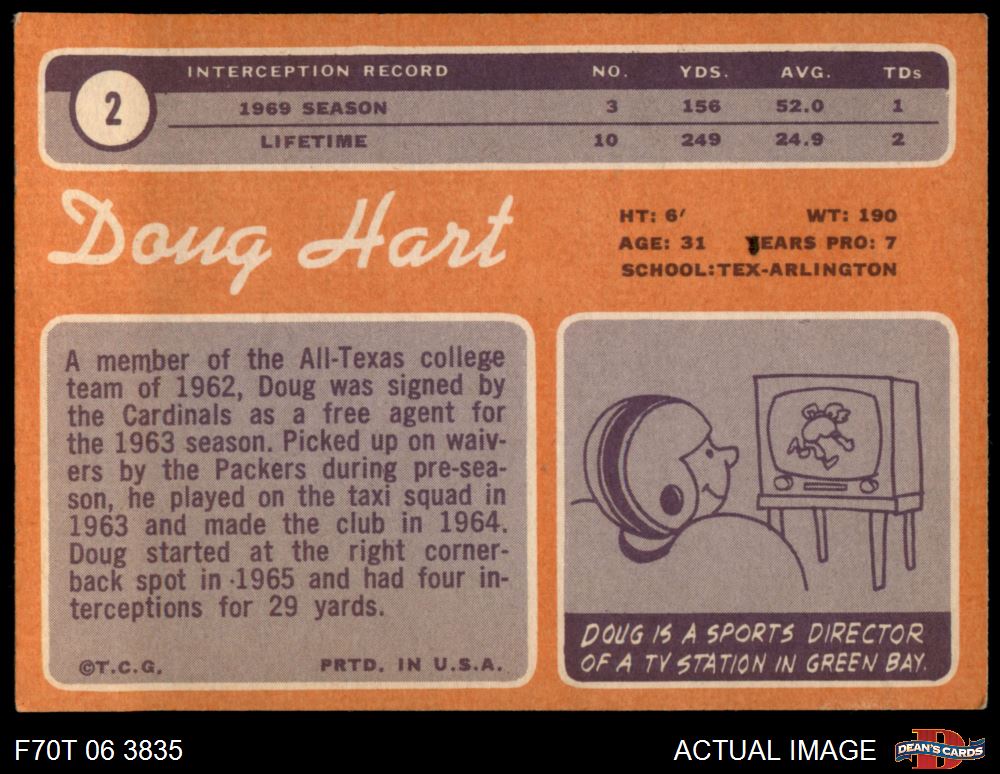 2
INTERCEPTION RECORD NO. YDS. AVG. TDs
1969 SEASON 3 156 52.0 1
LIFETIME 10 249 24.9 2
Doug Hart
HT: 6' WT: 190
AGE: 31 YEARS PRO: 7
SCHOOL:TEX-ARLINGTON
A member of the All-Texas college
team of 1962, Doug was signed by
the Cardinals as a free agent for
the 1963 season. Picked up on waiv-
ers by the Packers during pre-sea-
son, he played on the taxi squad in
1963 and made the club in 1964.
Doug started at the right corner-
back spot in 1965 and had four in-
terceptions for 29 yards.
©T.C.G. PRTD. IN U.S.A.
DOUG IS A SPORTS DIRECTOR
OF A TV STATION IN GREEN BAY.
F70T 06 3835
ACTUAL IMAGE
D
DEAN'S CARDS